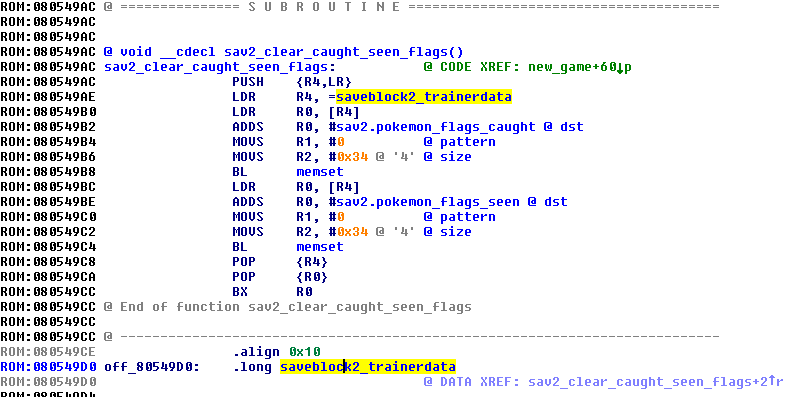 ROM:080549AC @ =============== S U B R O U T I N E =======================================
ROM:080549AC
ROM:080549AC
ROM:080549AC @ void __cdecl sav2_clear_caught_seen_flags()
ROM:080549AC sav2_clear_caught_seen_flags: @ CODE XREF: new_game+60↓p
ROM:080549AC PUSH {R4,LR}
ROM:080549AE LDR R4, =saveblock2_trainerdata
ROM:080549B0 LDR R0, [R4]
ROM:080549B2 ADDS R0, #sav2.pokemon_flags_caught @ dst
ROM:080549B4 MOVS R1, #0 @ pattern
ROM:080549B6 MOVS R2, #0x34 @ '4' @ size
ROM:080549B8 BL memset
ROM:080549BC LDR R0, [R4]
ROM:080549BE ADDS R0, #sav2.pokemon_flags_seen @ dst
ROM:080549C0 MOVS R1, #0 @ pattern
ROM:080549C2 MOVS R2, #0x34 @ '4' @ size
ROM:080549C4 BL memset
ROM:080549C8 POP {R4}
ROM:080549CA POP {R0}
ROM:080549CC BX R0
ROM:080549CC @ End of function sav2_clear_caught_seen_flags
ROM:080549CC
ROM:080549CC @ ---------------------------------------------------------------------------
ROM:080549CE .align 0x10
ROM:080549D0 off_80549D0: .long saveblock2_trainerdata
ROM:080549D0 @ DATA XREF: sav2_clear_caught_seen_flags+2↑r
ROM:080549D4